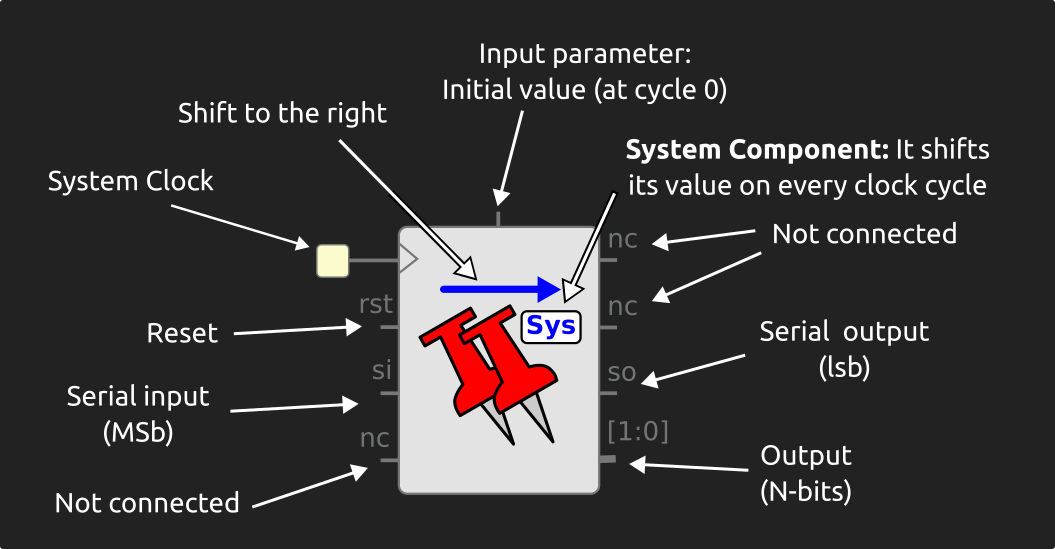 Input parameter:
Initial value (at cycle 0)
Shift to the right
System Component: It shifts
its value on every clock cycle
System Clock
Not connected
nc
rst
nc
Sys
Reset
Serial output
(lsb)
si
so
Serial input
(MSb)
nc
[1:0]
Output
(N-bits)
Not connected